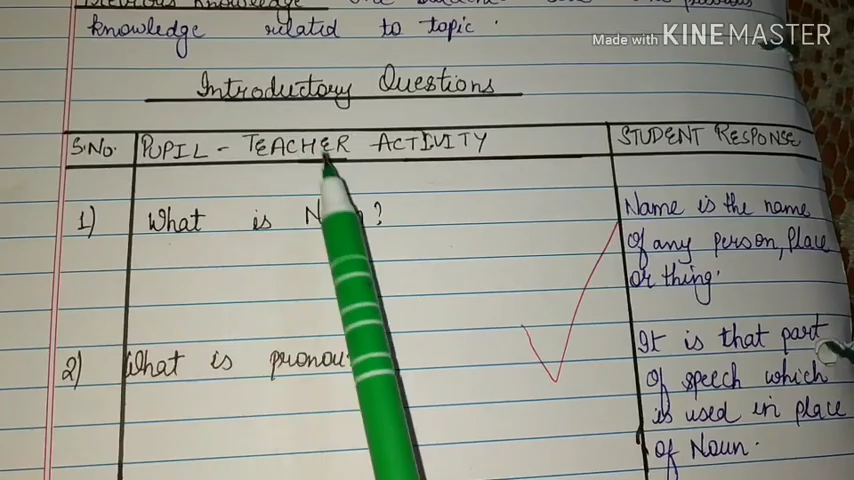 Previous Knowledge
knowledge related to topic.
Made with KINEMASTER
Introductory Questions
S.No. PUPIL - TEACHER ACTIVITY STUDENT RESPONSE
1) What is ?
Name is the name
of any person, place
or thing.
2) What is
It is that part
of speech which
is used in place
of Noun.